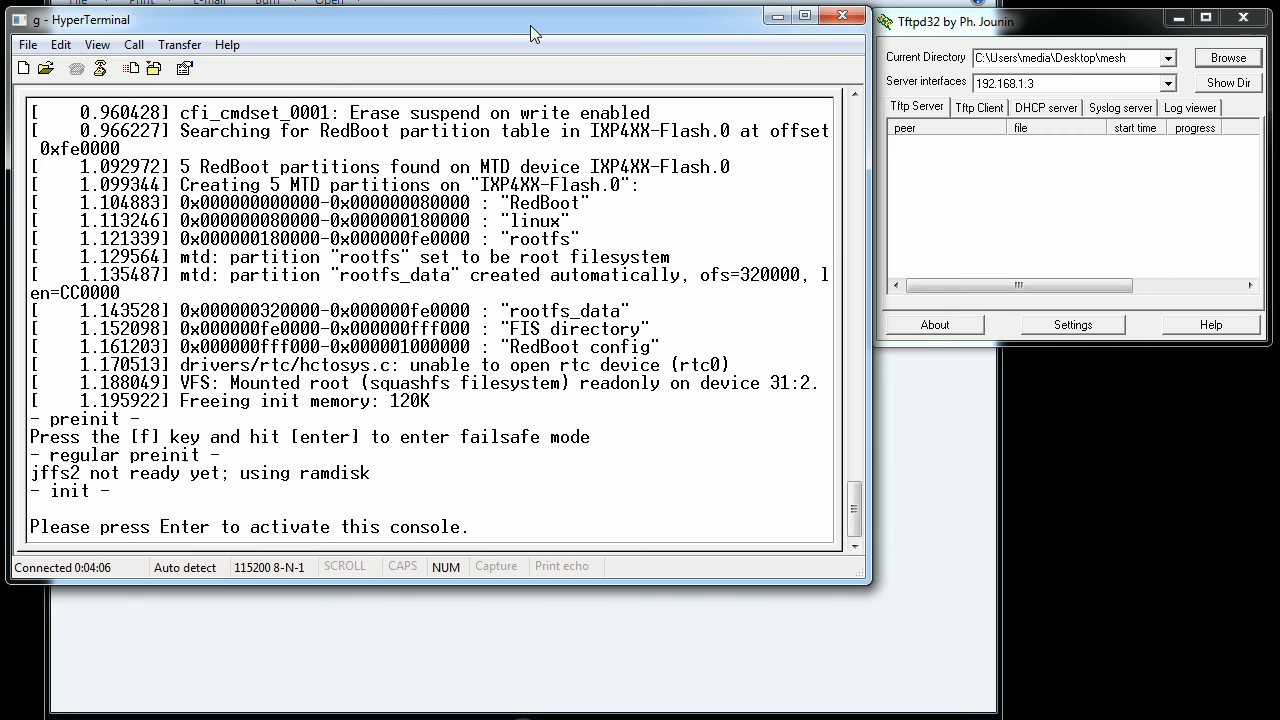 File Print E-mail Burn Open
g - HyperTerminal
File Edit View Call Transfer Help
[    0.960428] cfi_cmdset_0001: Erase suspend on write enabled
[    0.966227] Searching for RedBoot partition table in IXP4XX-Flash.0 at offset
 0xfe0000
[    1.092972] 5 RedBoot partitions found on MTD device IXP4XX-Flash.0
[    1.099344] Creating 5 MTD partitions on "IXP4XX-Flash.0":
[    1.104883] 0x000000000000-0x000000080000 : "RedBoot"
[    1.113246] 0x000000080000-0x000000180000 : "linux"
[    1.121339] 0x000000180000-0x000000fe0000 : "rootfs"
[    1.129564] mtd: partition "rootfs" set to be root filesystem
[    1.135487] mtd: partition "rootfs_data" created automatically, ofs=320000, l
en=CC0000
[    1.143528] 0x000000320000-0x000000fe0000 : "rootfs_data"
[    1.152098] 0x000000fe0000-0x000000fff000 : "FIS directory"
[    1.161203] 0x000000fff000-0x000001000000 : "RedBoot config"
[    1.170513] drivers/rtc/hctosys.c: unable to open rtc device (rtc0)
[    1.188049] VFS: Mounted root (squashfs filesystem) readonly on device 31:2.
[    1.195922] Freeing init memory: 120K
- preinit -
Press the [f] key and hit [enter] to enter failsafe mode
- regular preinit -
jffs2 not ready yet; using ramdisk
- init -
Please press Enter to activate this console.
Connected 0:04:06 Auto detect 115200 8-N-1 SCROLL CAPS NUM Capture Print echo
Tftpd32 by Ph. Jounin
Current Directory C:\Users\media\Desktop\mesh Browse
Server interfaces 192.168.1.3 Show Dir
Tftp Server Tftp Client DHCP server Syslog server Log viewer
peer file start time progress
About Settings Help